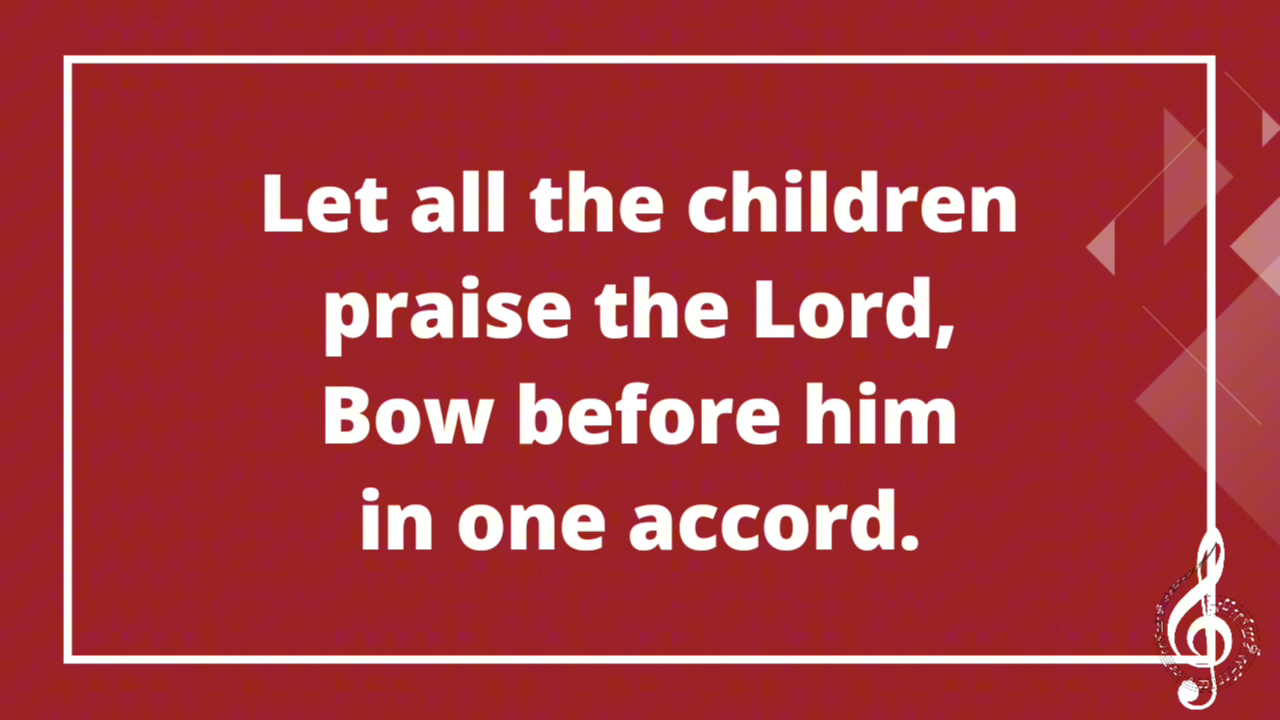 Let all the children
praise the Lord,
Bow before him
in one accord.